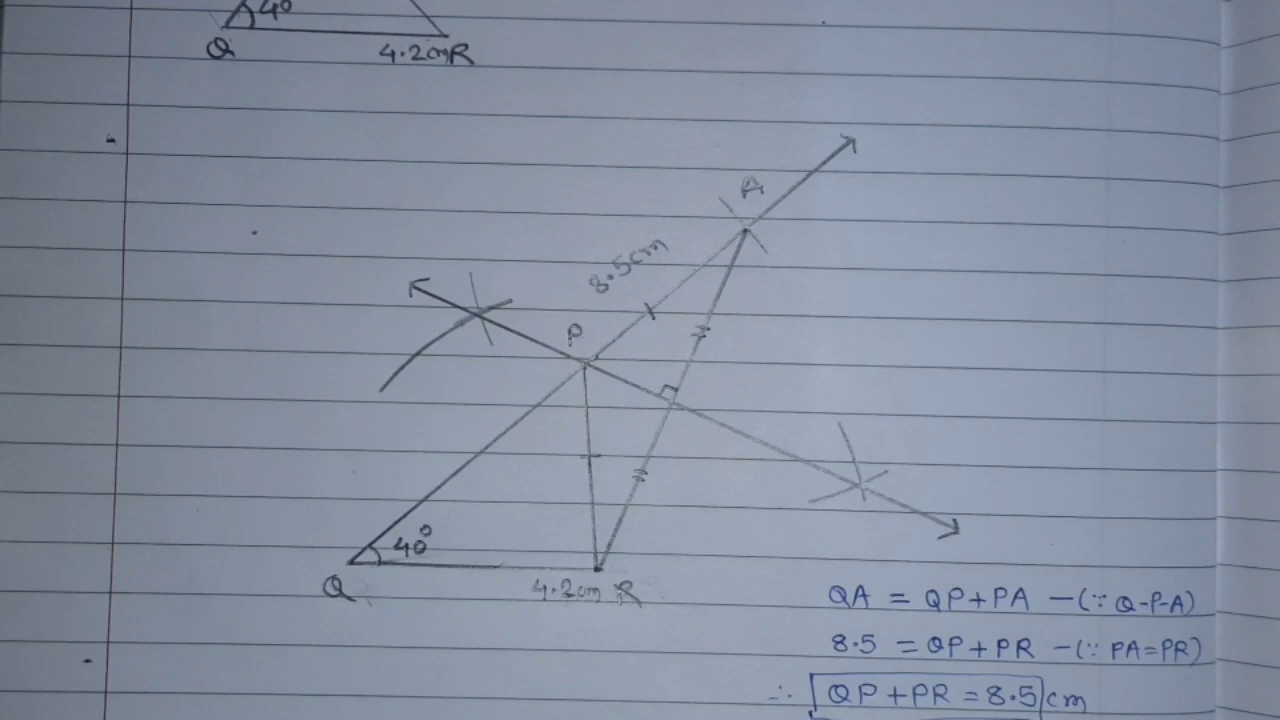 40
Q 4.2cm R
A
8.5cm
P
40°
Q 4.2cm R
QA = QP+PA -(∵ Q-P-A)
8.5 = QP+PR -(∵ PA=PR)
∴ QP+PR = 8.5 cm